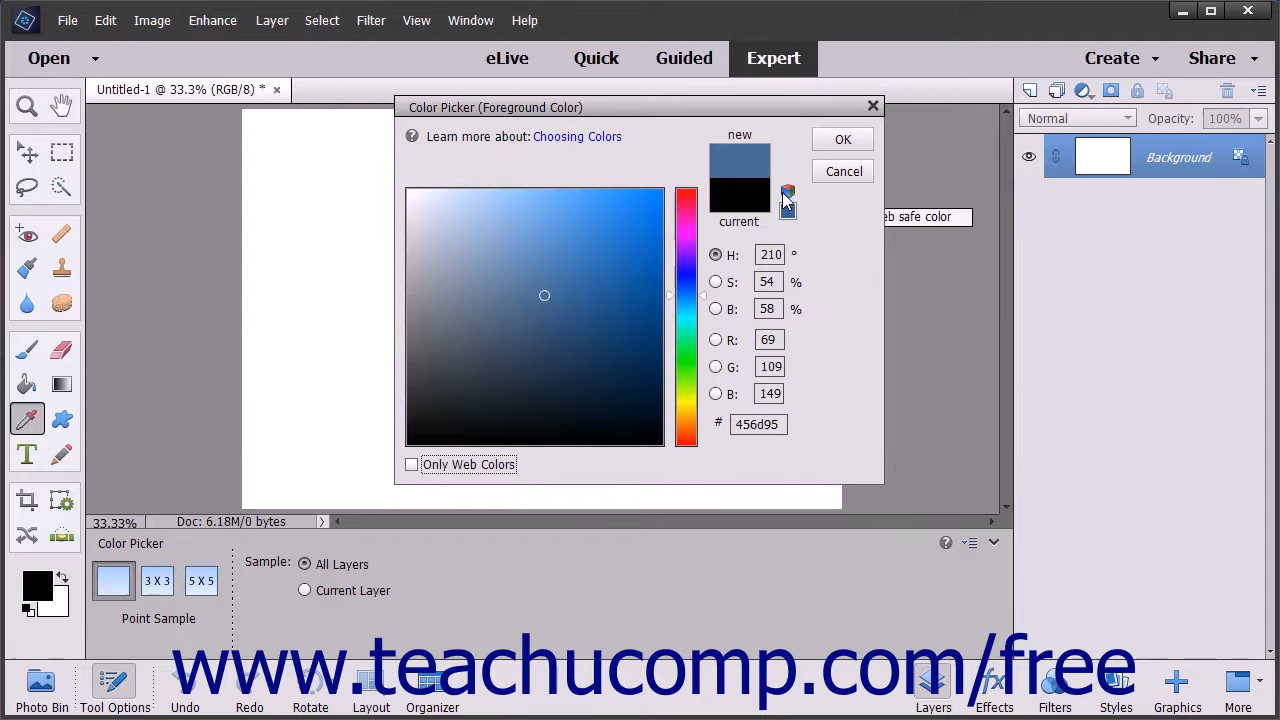 File Edit Image Enhance Layer Select Filter View Window Help
Open eLive Quick Guided Expert Create Share
Untitled-1 @ 33.3% (RGB/8) *
Normal Opacity: 100%
Background
Color Picker (Foreground Color)
Learn more about: Choosing Colors
new
OK
Cancel
current
eb safe color
H: 210 °
S: 54 %
B: 58 %
R: 69
G: 109
B: 149
# 456d95
Only Web Colors
33.33% Doc: 6.18M/0 bytes
Color Picker
Sample: All Layers
3 X 3 5 X 5
Current Layer
Point Sample
www.teachucomp.com/free
Photo Bin Tool Options Undo Redo Rotate Layout Organizer Layers Effects Filters Styles Graphics More